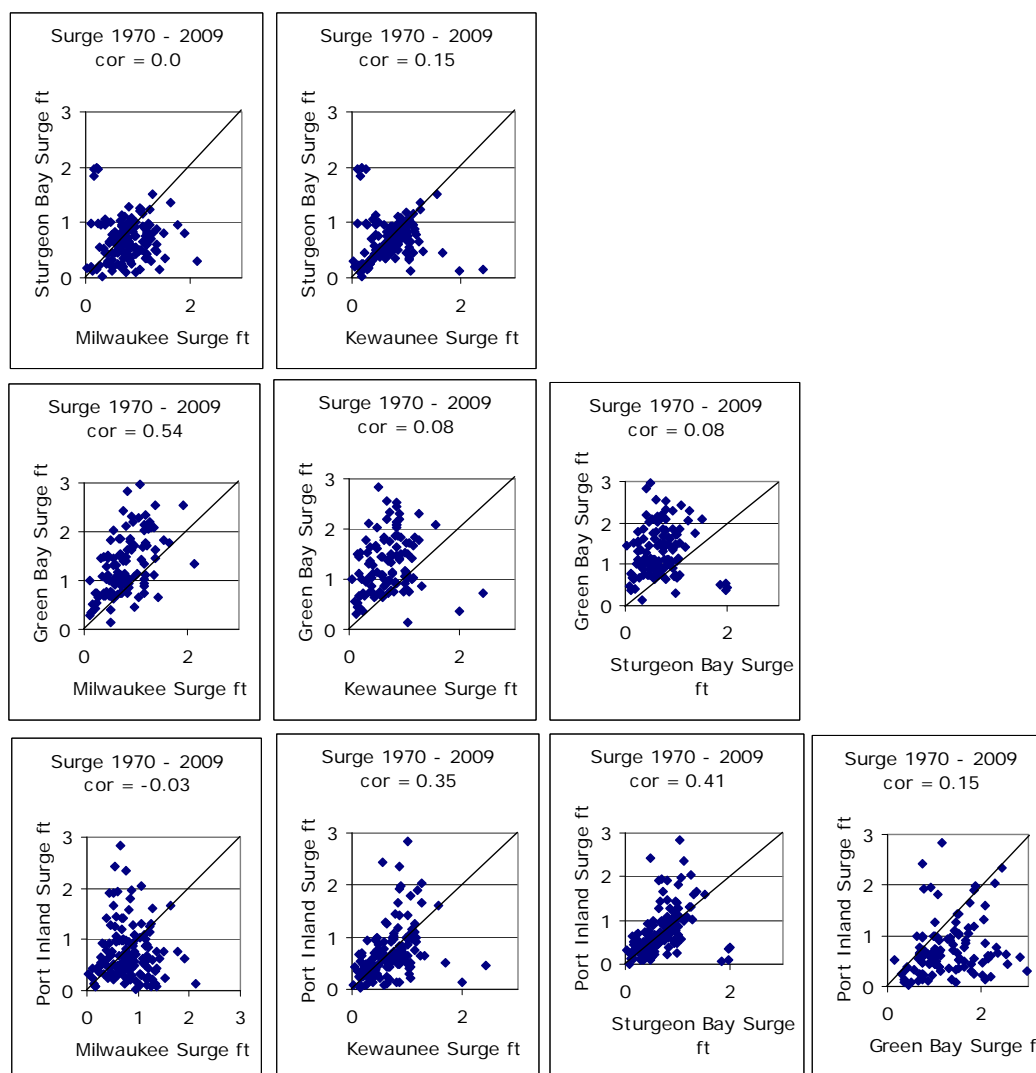 Surge 1970 - 2009
cor = 0.0
Sturgeon Bay Surge ft
3
2
1
0
0
2
Milwaukee Surge ft
Surge 1970 - 2009
cor = 0.15
Sturgeon Bay Surge ft
3
2
1
0
0
2
Kewaunee Surge ft
Surge 1970 - 2009
cor = 0.54
Green Bay Surge ft
3
2
1
0
0
2
Milwaukee Surge ft
Surge 1970 - 2009
cor = 0.08
Green Bay Surge ft
3
2
1
0
0
2
Kewaunee Surge ft
Surge 1970 - 2009
cor = 0.08
Green Bay Surge ft
3
2
1
0
0
2
Sturgeon Bay Surge
ft
Surge 1970 - 2009
cor = -0.03
Port Inland Surge ft
3
2
1
0
0
1
2
3
Milwaukee Surge ft
Surge 1970 - 2009
cor = 0.35
Port Inland Surge ft
3
2
1
0
0
2
Kewaunee Surge ft
Surge 1970 - 2009
cor = 0.41
Port Inland Surge ft
3
2
1
0
0
2
Sturgeon Bay Surge
ft
Surge 1970 - 2009
cor = 0.15
Port Inland Surge ft
3
2
1
0
0
2
Green Bay Surge f